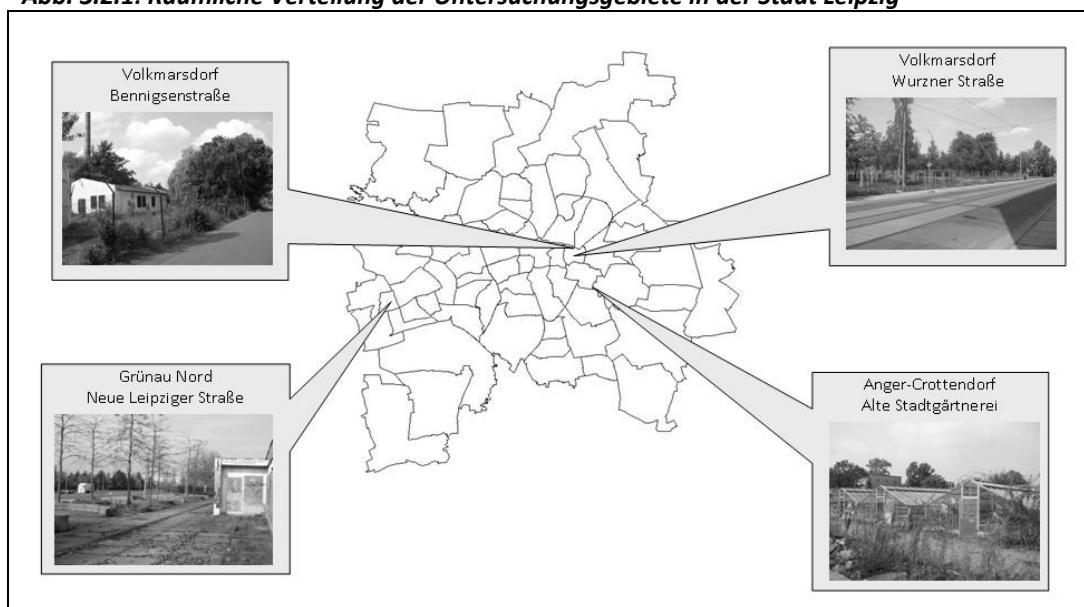 Abb. 5.2.1: Räumliche Verteilung der Untersuchungsgebiete in der Stadt Leipzig
Volkmarsdorf
Bennigsenstraße
Volkmarsdorf
Wurzner Straße
Grünau Nord
Neue Leipziger Straße
Anger-Crottendorf
Alte Stadtgärtnerei